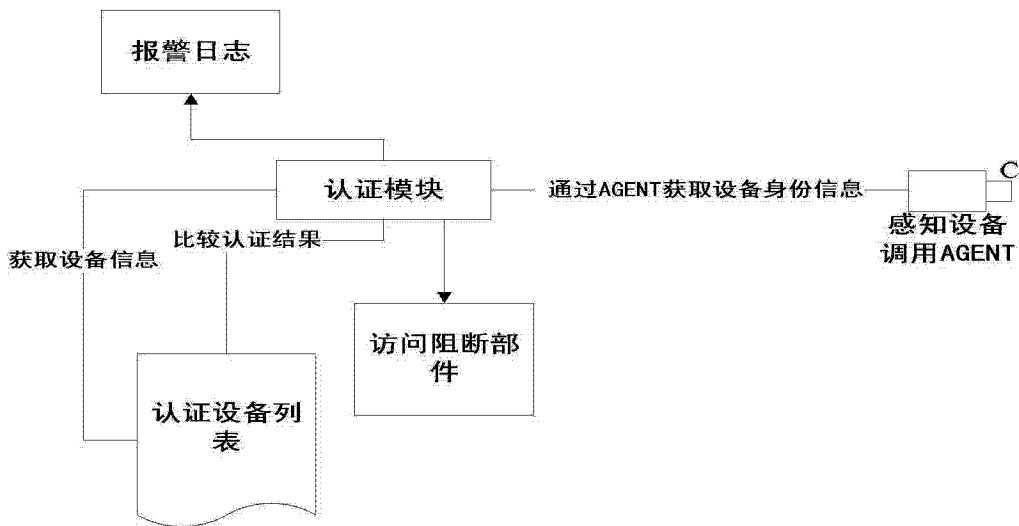 报警日志
认证模块
通过AGENT获取设备身份信息
C
感知设备
调用AGENT
比较认证结果
获取设备信息
访问阻断部
件
认证设备列
表